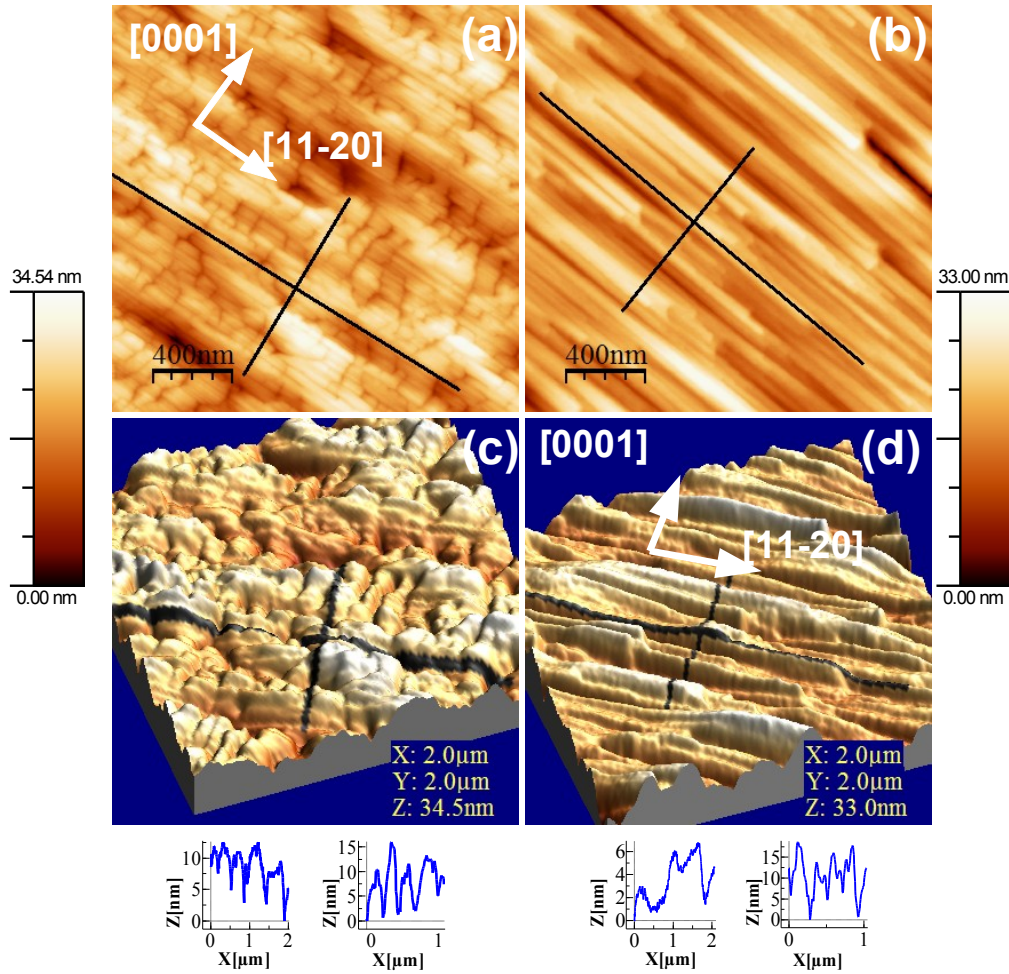 [0001]
(a)
[11-20]
400nm
(b)
400nm
34.54 nm
0.00 nm
33.00 nm
0.00 nm
(c)
X: 2.0µm
Y: 2.0µm
Z: 34.5nm
[0001]
(d)
[11-20]
X: 2.0µm
Y: 2.0µm
Z: 33.0nm
Z[nm]
10
5
0
0 1 2
X[µm]
Z[nm]
15
10
5
0
0 1
X[µm]
Z[nm]
6
4
2
0
0 1 2
X[µm]
Z[nm]
15
10
5
0
0 1
X[µm]